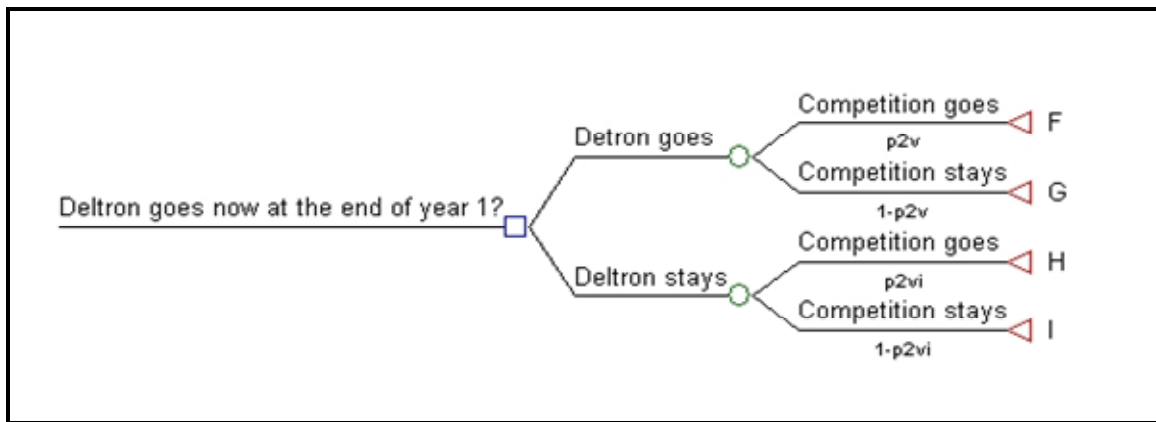 Competition goes
F
Detron goes
p2v
Competition stays
G
Deltron goes now at the end of year 1?
1-p2v
Competition goes
H
Deltron stays
p2vi
Competition stays
I
1-p2vi